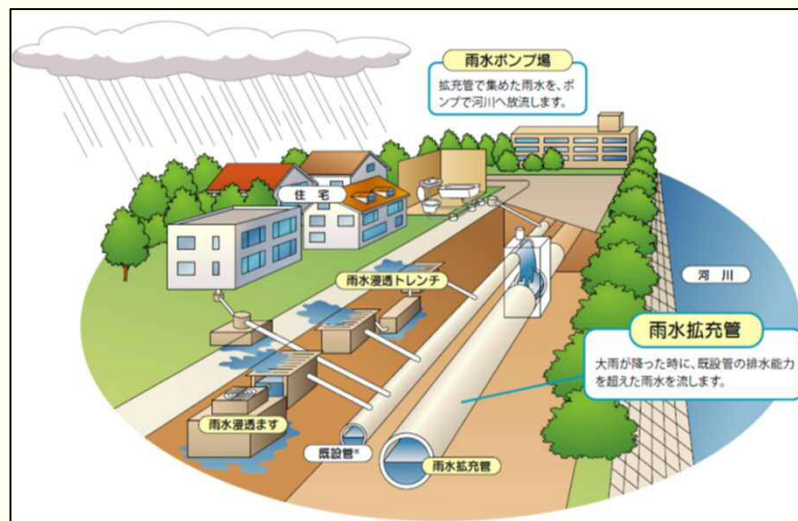 雨水ポンプ場
拡充管で集めた雨水を、ポ
ンプで河川へ放流します。
住宅
雨水浸透トレンチ
河川
雨水拡充管
大雨が降った時に、既設管の排水能力
を超えた雨水を流します。
雨水浸透ます
既設管※
雨水拡充管